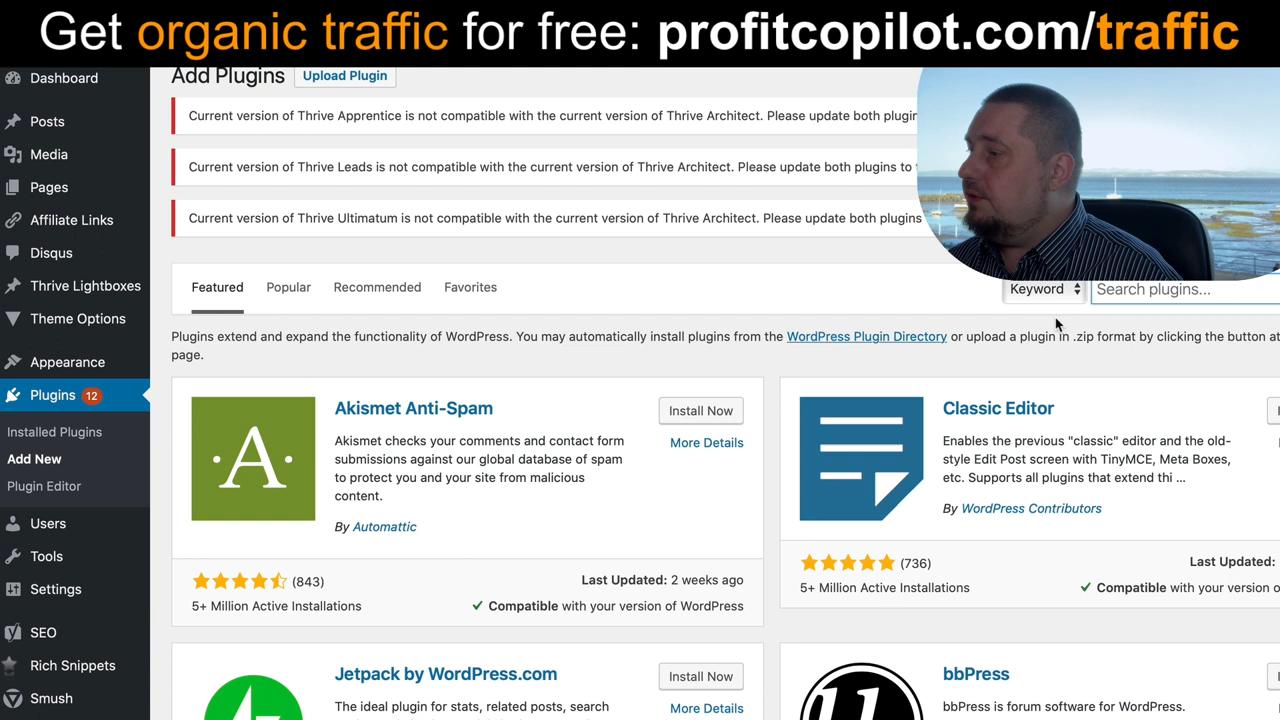 Get organic traffic for free: profitcopilot.com/traffic
Dashboard
Posts
Media
Pages
Affiliate Links
Disqus
Thrive Lightboxes
Theme Options
Appearance
Plugins 12
Installed Plugins
Add New
Plugin Editor
Users
Tools
Settings
SEO
Rich Snippets
Smush
Add Plugins Upload Plugin
Current version of Thrive Apprentice is not compatible with the current version of Thrive Architect. Please update both plugin
Current version of Thrive Leads is not compatible with the current version of Thrive Architect. Please update both plugins to
Current version of Thrive Ultimatum is not compatible with the current version of Thrive Architect. Please update both plugins
Featured Popular Recommended Favorites Keyword Search plugins...
Plugins extend and expand the functionality of WordPress. You may automatically install plugins from the WordPress Plugin Directory or upload a plugin in .zip format by clicking the button at
page.
Akismet Anti-Spam
Install Now
More Details
Akismet checks your comments and contact form
submissions against our global database of spam
to protect you and your site from malicious
content.
By Automattic
(843)
Last Updated: 2 weeks ago
5+ Million Active Installations
Compatible with your version of WordPress
Classic Editor
Enables the previous "classic" editor and the old-
style Edit Post screen with TinyMCE, Meta Boxes,
etc. Supports all plugins that extend thi ...
By WordPress Contributors
(736)
Last Updated:
5+ Million Active Installations
Compatible with your version o
Jetpack by WordPress.com
Install Now
More Details
The ideal plugin for stats, related posts, search
bbPress
bbPress is forum software for WordPress.